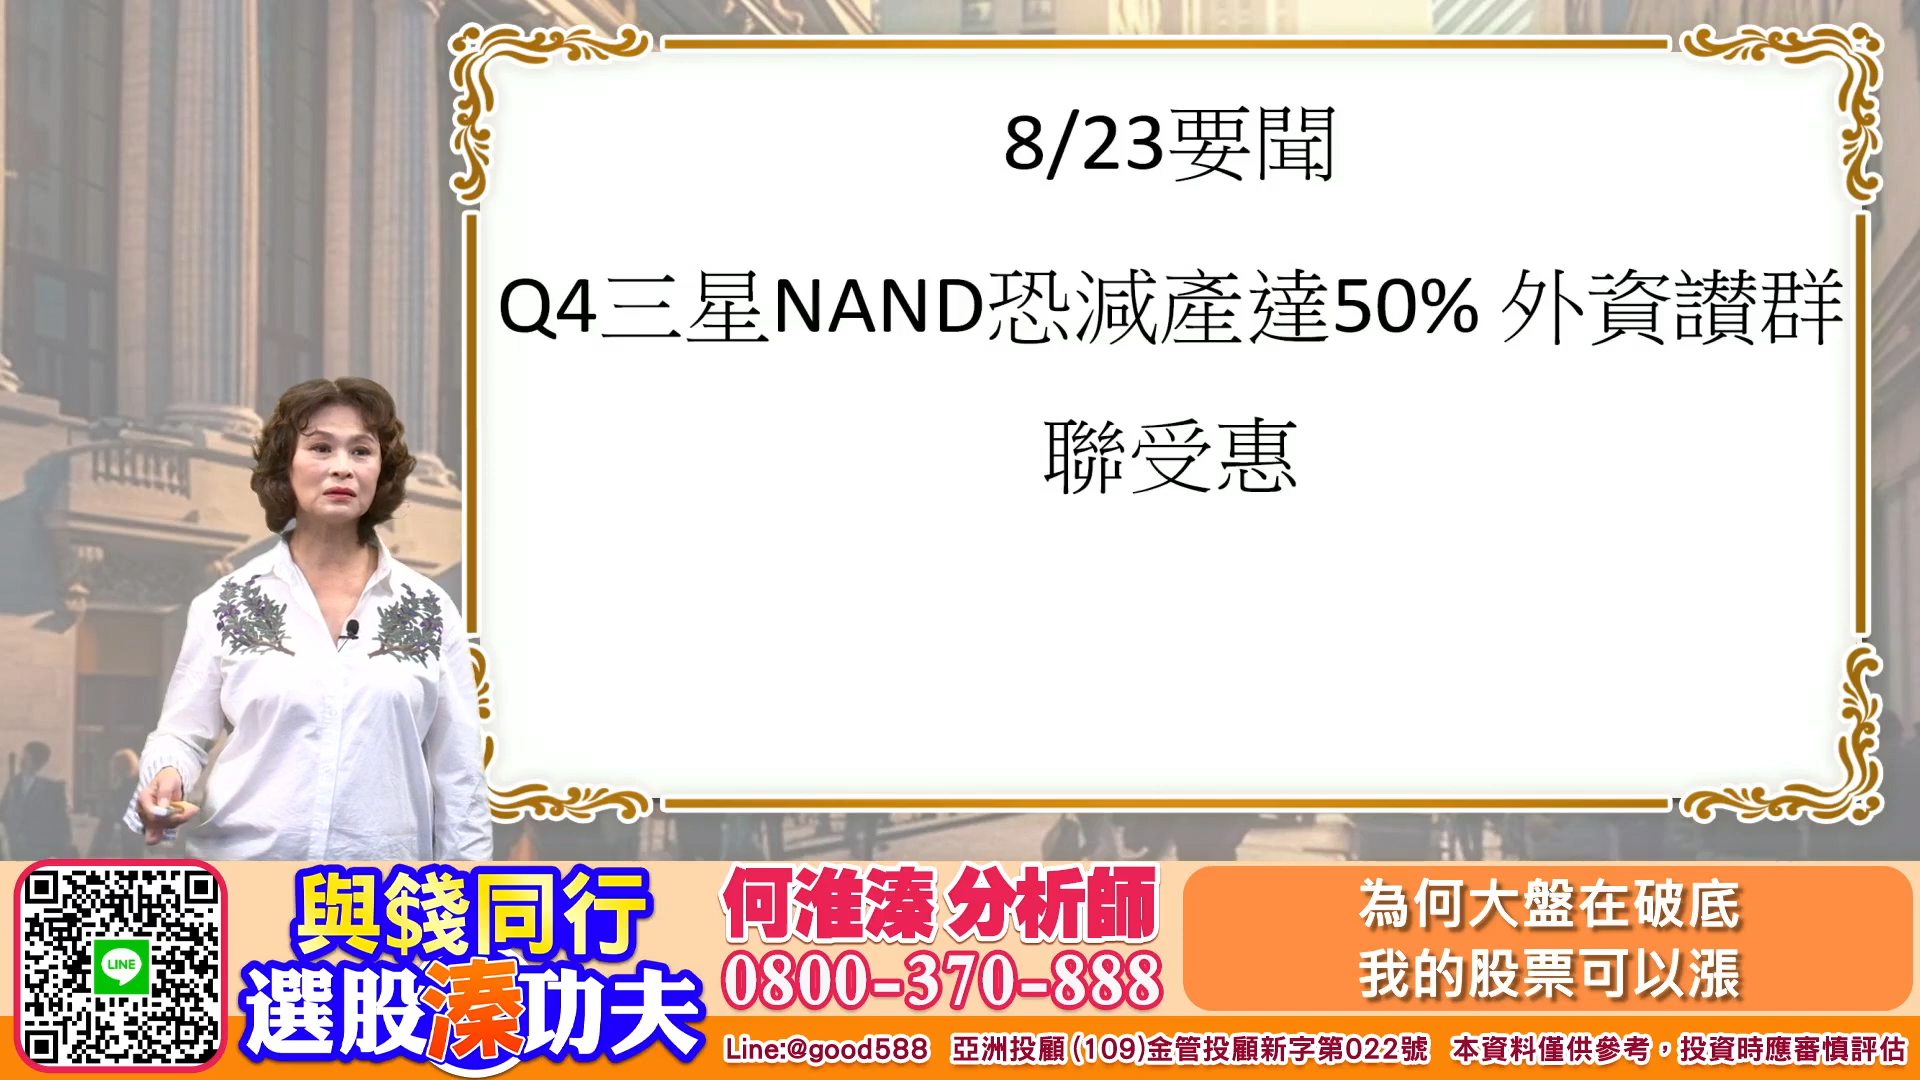 8/23要聞
Q4三星NAND恐減產達50% 外資讚群
聯受惠
LINE
與$錢同行
選股溱功夫
何淮溱 分析師
0800-370-888
為何大盤在破底
我的股票可以漲
Line:@good588 亞洲投顧 (109)金管投顧新字第022號 本資料僅供參考，投資時應審慎評估